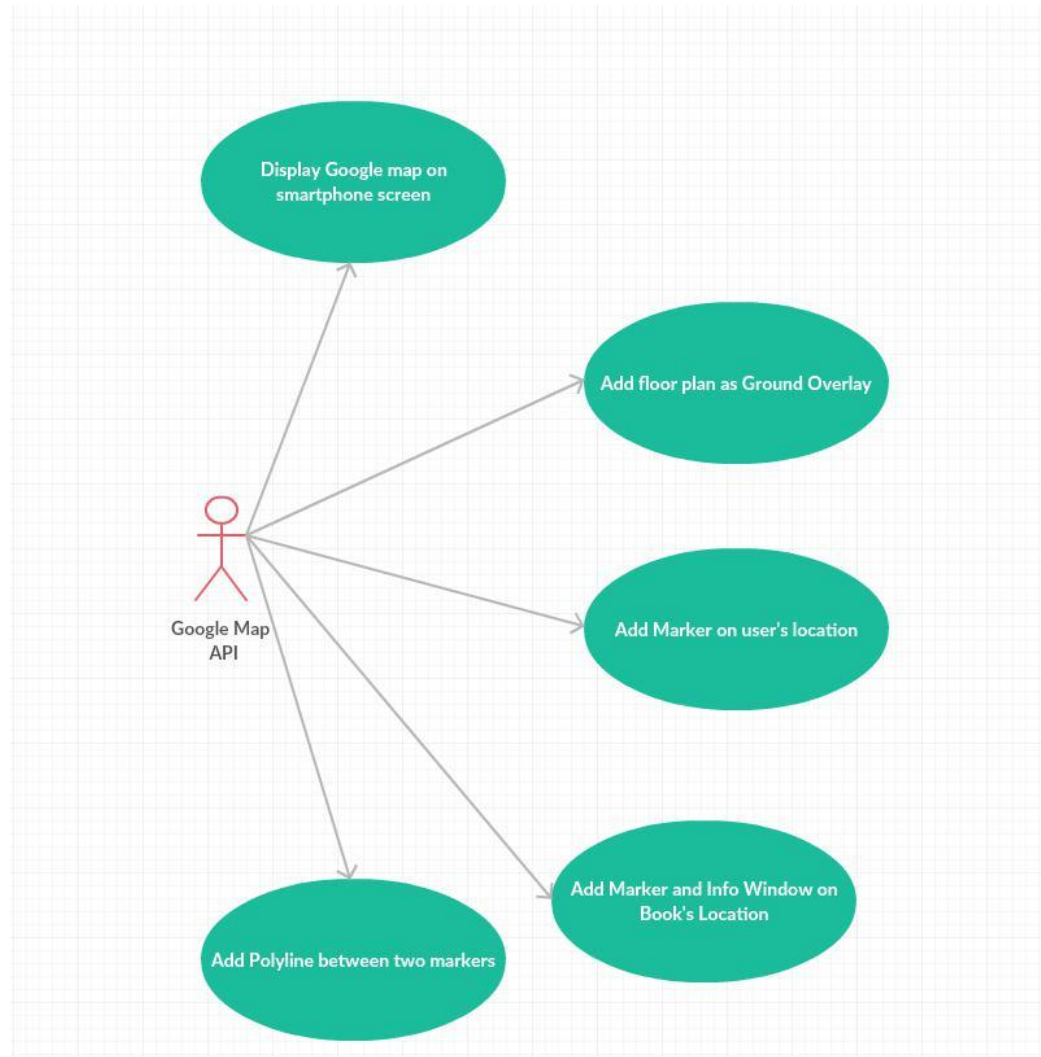 Display Google map on
smartphone screen
Add floor plan as Ground Overlay
Google Map
API
Add Marker on user's location
Add Marker and Info Window on
Book's Location
Add Polyline between two markers